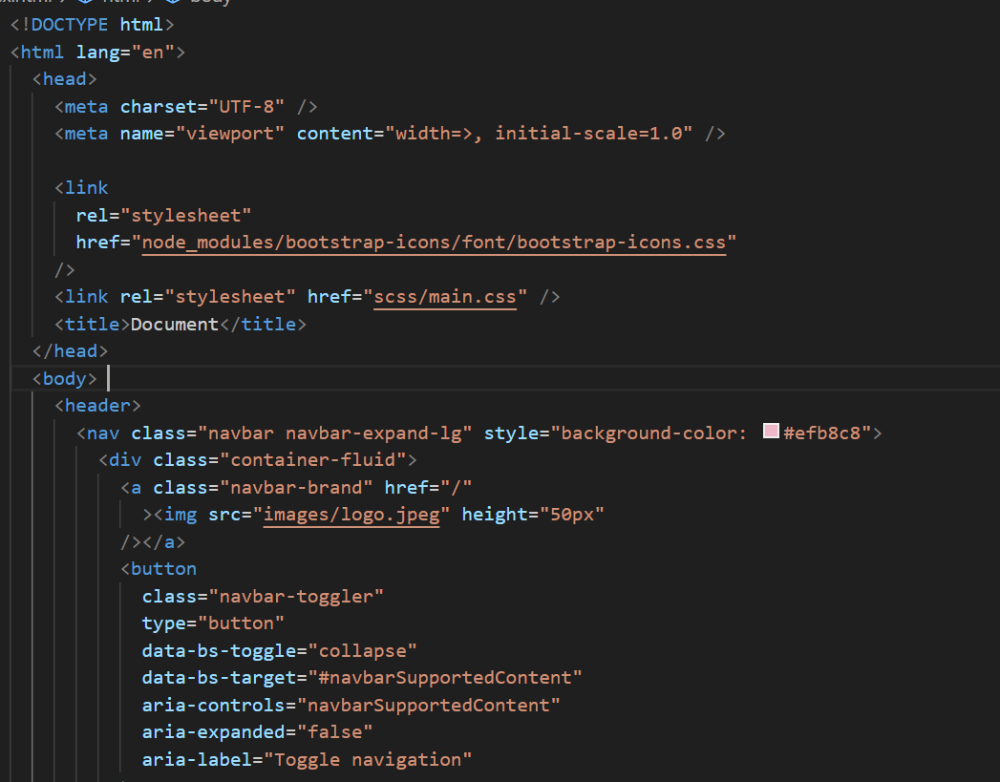 <!DOCTYPE html>
<html lang="en">
<head>
<meta charset="UTF-8" />
<meta name="viewport" content="width=>, initial-scale=1.0" />
<link
rel="stylesheet"
href="node_modules/bootstrap-icons/font/bootstrap-icons.css"
/>
<link rel="stylesheet" href="scss/main.css" />
<title>Document</title>
</head>
<body>
<header>
<nav class="navbar navbar-expand-lg" style="background-color: #efb8c8">
<div class="container-fluid">
<a class="navbar-brand" href="/"
><img src="images/logo.jpeg" height="50px"
/></a>
<button
class="navbar-toggler"
type="button"
data-bs-toggle="collapse"
data-bs-target="#navbarSupportedContent"
aria-controls="navbarSupportedContent"
aria-expanded="false"
aria-label="Toggle navigation"